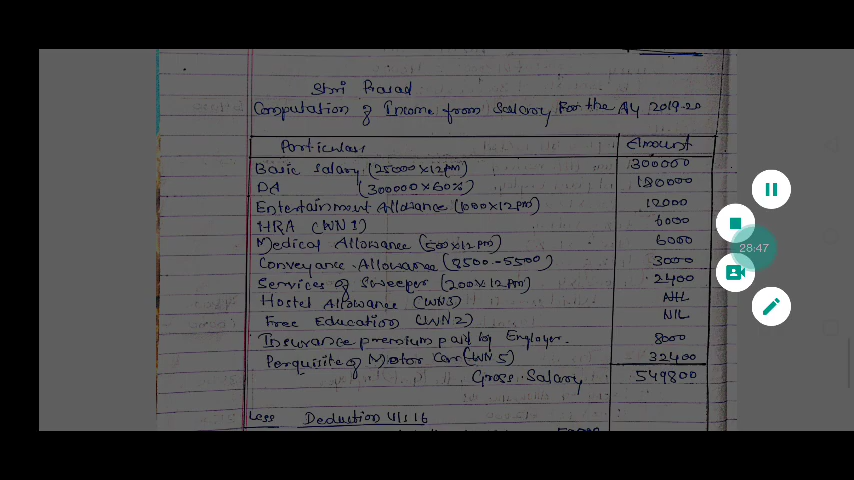 Shri Prasad
Computation of Income from Salary For the Ay 2019-20
Particulars Amount
Basic Salary (25000×12pm) 300000
DA (300000×60%) 180000
Entertainment Allowance (1000×12pm) 12000
HRA (WN1) 6000
Medical Allowance (500×12pm) 6000
Conveyance Allowance (8500-5500) 3000
Services of Sweeper (200×12pm) 2400
Hostel Allowance (WN3) NIL
Free Education (WN2) NIL
Insurance premium paid by Employer. 8000
Perquisite of Motor Car (WN5) 32400
Gross Salary 549800
Less Deduction U/s 16
28:47